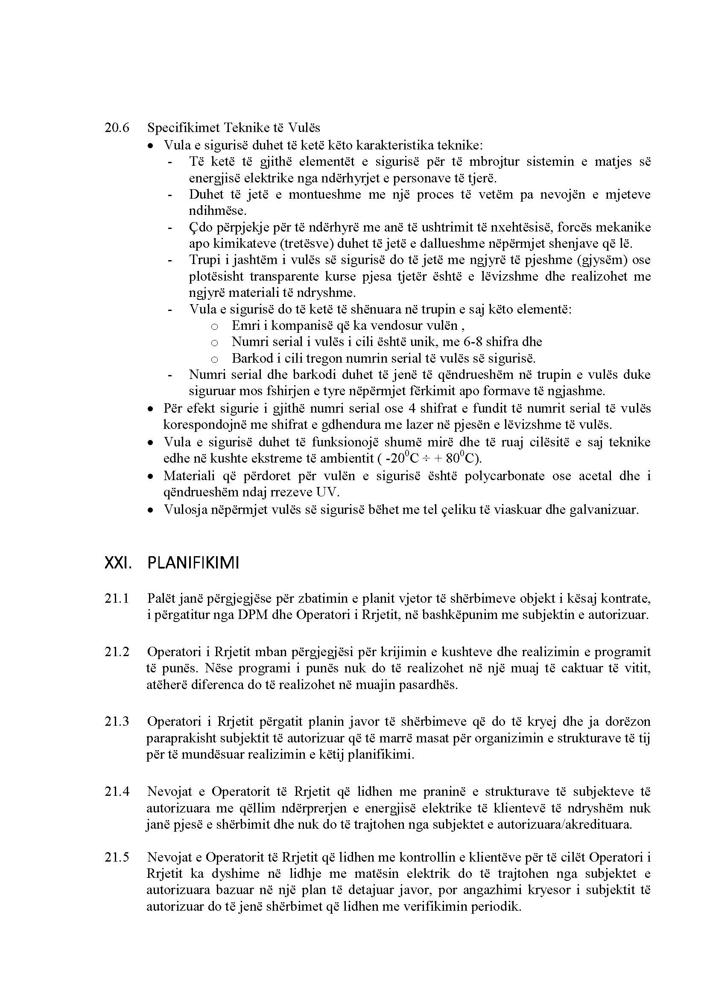 20.6 Specifikimet Teknike të Vulës
• Vula e sigurisë duhet të ketë këto karakteristika teknike:
- Të ketë të gjithë elementët e sigurisë për të mbrojtur sistemin e matjes së
energjisë elektrike nga ndërhyrjet e personave të tjerë.
- Duhet të jetë e montueshme me një proces të vetëm pa nevojën e mjeteve
ndihmëse.
- Çdo përpjekje për të ndërhyrë me anë të ushtrimit të nxehtësisë, forcës mekanike
apo kimikateve (tretësve) duhet të jetë e dallueshme nëpërmjet shenjave që lë.
- Trupi i jashtëm i vulës së sigurisë do të jetë me ngjyrë të pjeshme (gjysëm) ose
plotësisht transparente kurse pjesa tjetër është e lëvizshme dhe realizohet me
ngjyrë materiali të ndryshme.
- Vula e sigurisë do të ketë të shënuara në trupin e saj këto elementë:
o Emri i kompanisë që ka vendosur vulën ,
o Numri serial i vulës i cili është unik, me 6-8 shifra dhe
o Barkod i cili tregon numrin serial të vulës së sigurisë.
- Numri serial dhe barkodi duhet të jenë të qëndrueshëm në trupin e vulës duke
siguruar mos fshirjen e tyre nëpërmjet fërkimit apo formave të ngjashme.
• Për efekt sigurie i gjithë numri serial ose 4 shifrat e fundit të numrit serial të vulës
korespondojnë me shifrat e gdhendura me lazer në pjesën e lëvizshme të vulës.
• Vula e sigurisë duhet të funksionojë shumë mirë dhe të ruaj cilësitë e saj teknike
edhe në kushte ekstreme të ambientit ( -20⁰C ÷ + 80⁰C).
• Materiali që përdoret për vulën e sigurisë është polycarbonate ose acetal dhe i
qëndrueshëm ndaj rrezeve UV.
• Vulosja nëpërmjet vulës së sigurisë bëhet me tel çeliku të viaskuar dhe galvanizuar.
XXI. PLANIFIKIMI
21.1 Palët janë përgjegjëse për zbatimin e planit vjetor të shërbimeve objekt i kësaj kontrate,
i përgatitur nga DPM dhe Operatori i Rrjetit, në bashkëpunim me subjektin e autorizuar.
21.2 Operatori i Rrjetit mban përgjegjësi për krijimin e kushteve dhe realizimin e programit
të punës. Nëse programi i punës nuk do të realizohet në një muaj të caktuar të vitit,
atëherë diferenca do të realizohet në muajin pasardhës.
21.3 Operatori i Rrjetit përgatit planin javor të shërbimeve që do të kryej dhe ja dorëzon
paraprakisht subjektit të autorizuar që të marrë masat për organizimin e strukturave të tij
për të mundësuar realizimin e këtij planifikimi.
21.4 Nevojat e Operatorit të Rrjetit që lidhen me praninë e strukturave të subjekteve të
autorizuara me qëllim ndërprerjen e energjisë elektrike të klientevë të ndryshëm nuk
janë pjesë e shërbimit dhe nuk do të trajtohen nga subjektet e autorizuara/akredituara.
21.5 Nevojat e Operatorit të Rrjetit që lidhen me kontrollin e klientëve për të cilët Operatori i
Rrjetit ka dyshime në lidhje me matësin elektrik do të trajtohen nga subjektet e
autorizuara bazuar në një plan të detajuar javor, por angazhimi kryesor i subjektit të
autorizuar do të jenë shërbimet që lidhen me verifikimin periodik.